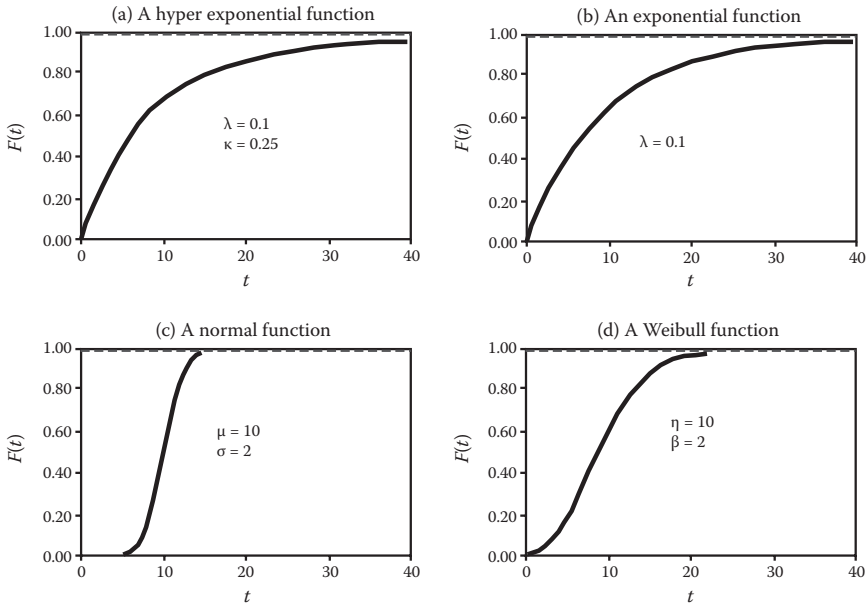 (a) A hyper exponential function
1.00
0.80
0.60
0.40
0.20
0.00
F(t)
λ = 0.1
κ = 0.25
0 10 20 30 40
t
(b) An exponential function
1.00
0.80
0.60
0.40
0.20
0.00
F(t)
λ = 0.1
0 10 20 30 40
t
(c) A normal function
1.00
0.80
0.60
0.40
0.20
0.00
F(t)
μ = 10
σ = 2
0 10 20 30 40
t
(d) A Weibull function
1.00
0.80
0.60
0.40
0.20
0.00
F(t)
η = 10
β = 2
0 10 20 30 40
t